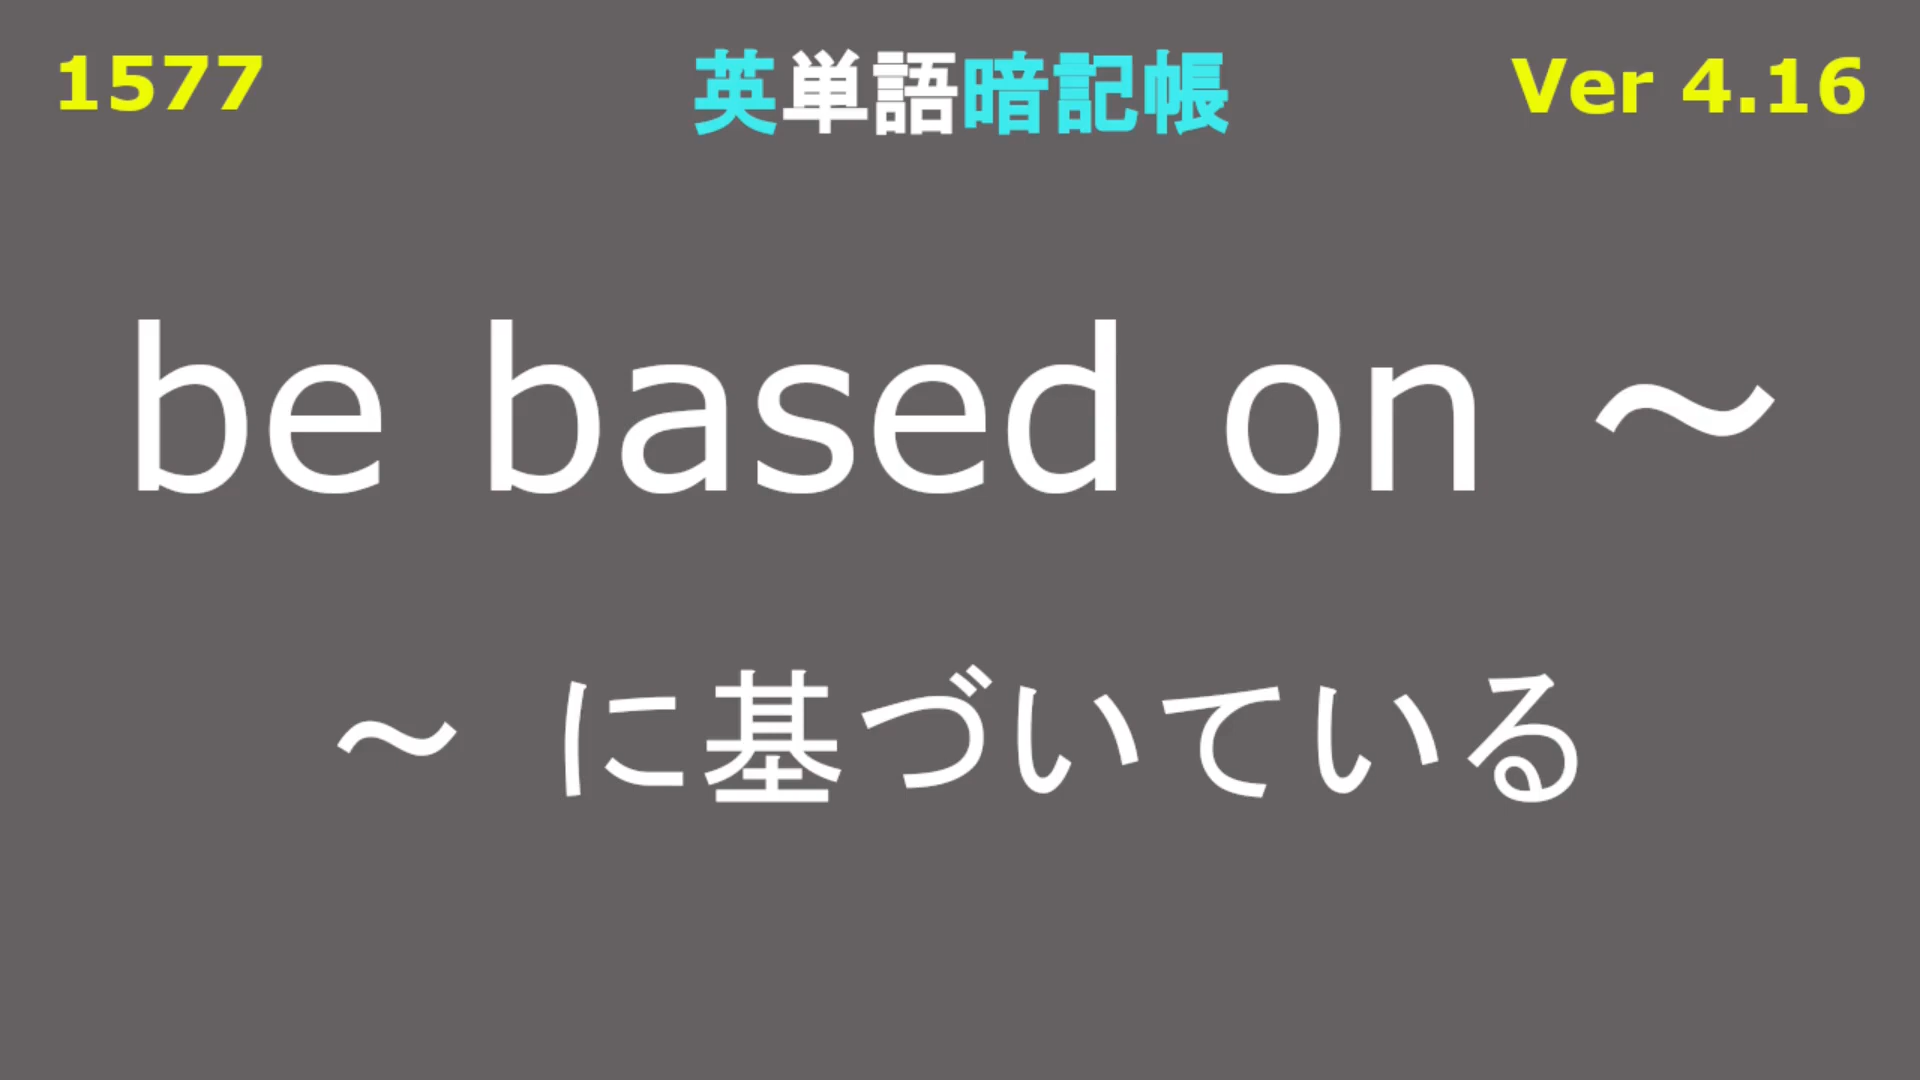 1577 英単語暗記帳 Ver 4.16
be based on ～
～ に基づいている